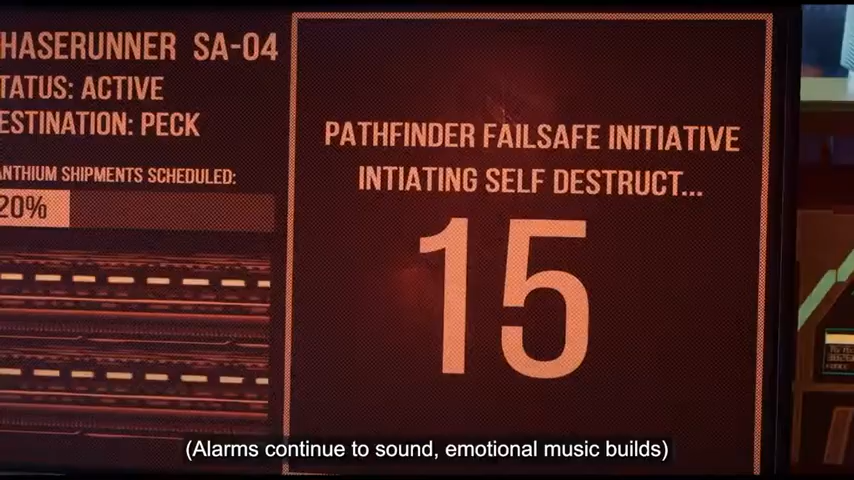 HASERUNNER SA-04
TATUS: ACTIVE
ESTINATION: PECK
ANTHIUM SHIPMENTS SCHEDULED:
20%
PATHFINDER FAILSAFE INITIATIVE
INTIATING SELF DESTRUCT...
15
(Alarms continue to sound, emotional music builds)